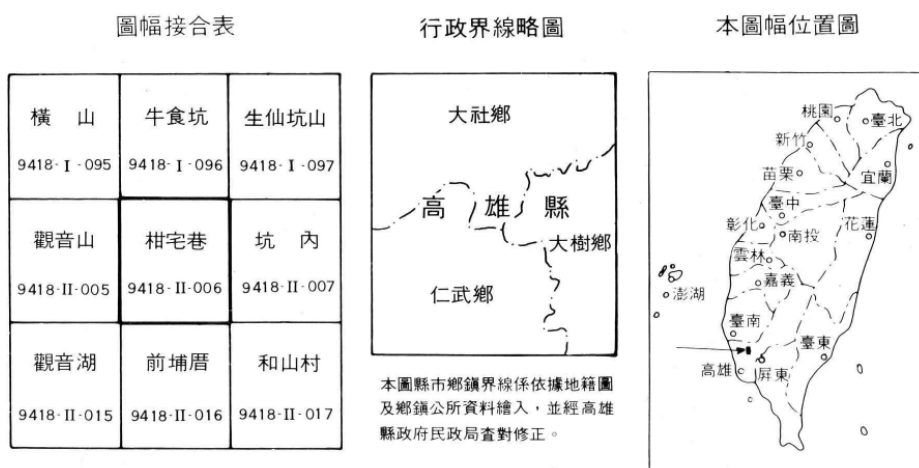 圖幅接合表
橫 山
牛食坑
生仙坑山
9418-I-095
9418-I-096
9418-I-097
觀音山
柑宅巷
坑 內
9418-II-005
9418-II-006
9418-II-007
觀音湖
前埔厝
和山村
9418-II-015
9418-II-016
9418-II-017
行政界線略圖
大社鄉
高雄縣
大樹鄉
仁武鄉
本圖縣市鄉鎮界線係依據地籍圖
及鄉鎮公所資料繪入，並經高雄
縣政府民政局查對修正。
本圖幅位置圖
桃園
臺北
新竹
苗栗
宜蘭
臺中
彰化
花蓮
南投
雲林
嘉義
澎湖
臺南
臺東
高雄
屏東